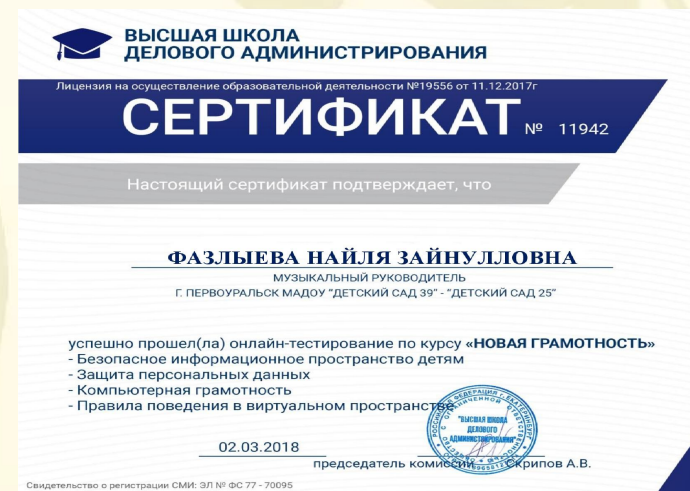 ВЫСШАЯ ШКОЛА
ДЕЛОВОГО АДМИНИСТРИРОВАНИЯ
Лицензия на осуществление образовательной деятельности №19556 от 11.12.2017г
СЕРТИФИКАТ № 11942
Настоящий сертификат подтверждает, что
ФАЗЛЫЕВА НАЙЛЯ ЗАЙНУЛЛОВНА
МУЗЫКАЛЬНЫЙ РУКОВОДИТЕЛЬ
Г. ПЕРВОУРАЛЬСК МАДОУ "ДЕТСКИЙ САД 39" - "ДЕТСКИЙ САД 25"
успешно прошел(ла) онлайн-тестирование по курсу «НОВАЯ ГРАМОТНОСТЬ»
- Безопасное информационное пространство детям
- Защита персональных данных
- Компьютерная грамотность
- Правила поведения в виртуальном пространстве
"ВЫСШАЯ ШКОЛА
ДЕЛОВОГО
АДМИНИСТРИРОВАНИЯ"
02.03.2018
председатель комиссии Скрипов А.В.
Свидетельство о регистрации СМИ: ЭЛ № ФС 77 - 70095